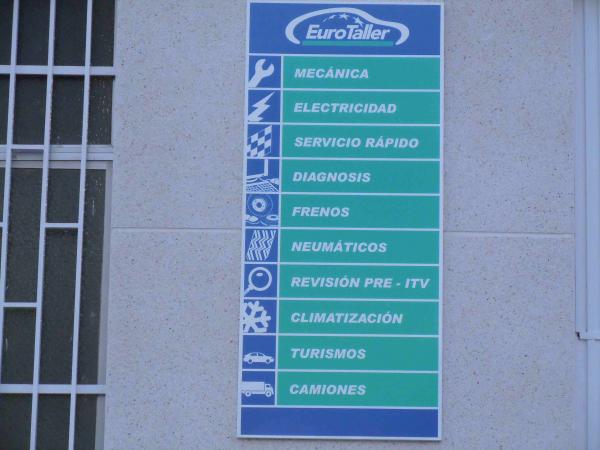 EuroTaller
MECÁNICA
ELECTRICIDAD
SERVICIO RÁPIDO
DIAGNOSIS
FRENOS
NEUMÁTICOS
REVISIÓN PRE - ITV
CLIMATIZACIÓN
TURISMOS
CAMIONES